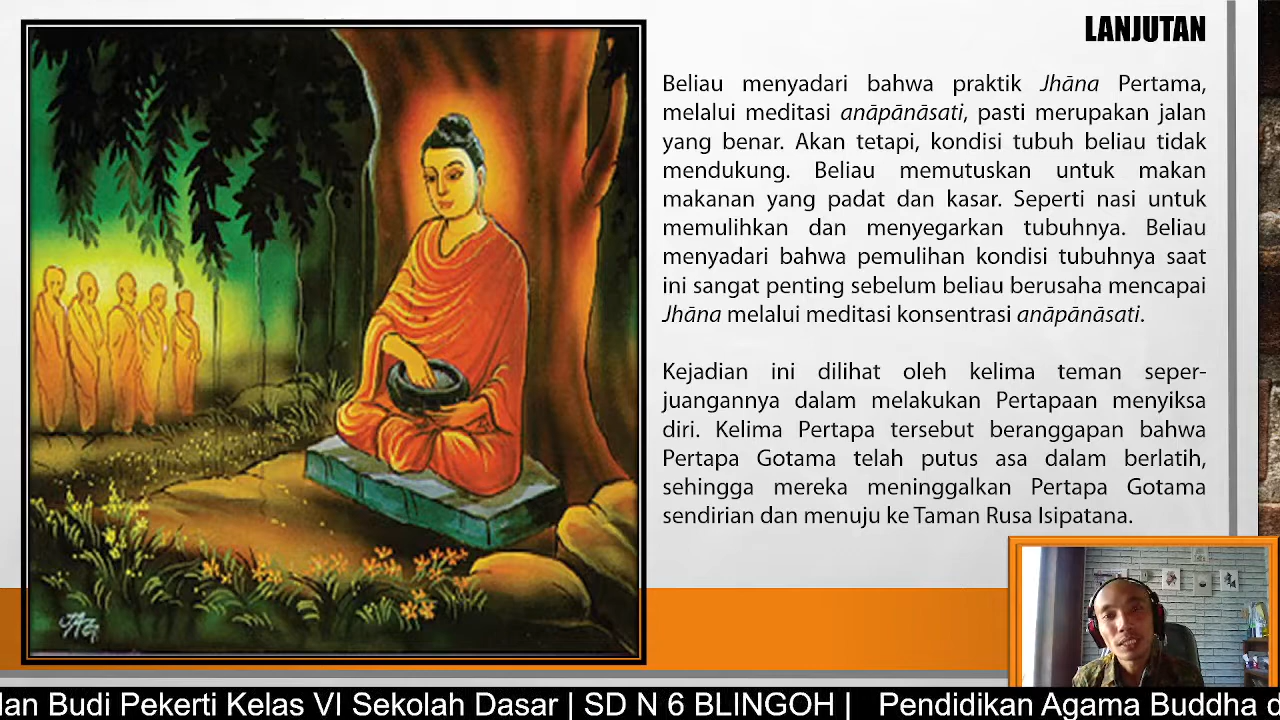 LANJUTAN
Beliau menyadari bahwa praktik Jhāna Pertama,
melalui meditasi anāpānāsati, pasti merupakan jalan
yang benar. Akan tetapi, kondisi tubuh beliau tidak
mendukung. Beliau memutuskan untuk makan
makanan yang padat dan kasar. Seperti nasi untuk
memulihkan dan menyegarkan tubuhnya. Beliau
menyadari bahwa pemulihan kondisi tubuhnya saat
ini sangat penting sebelum beliau berusaha mencapai
Jhāna melalui meditasi konsentrasi anāpānāsati.
Kejadian ini dilihat oleh kelima teman seper-
juangannya dalam melakukan Pertapaan menyiksa
diri. Kelima Pertapa tersebut beranggapan bahwa
Pertapa Gotama telah putus asa dalam berlatih,
sehingga mereka meninggalkan Pertapa Gotama
sendirian dan menuju ke Taman Rusa Isipatana.
dan Budi Pekerti Kelas VI Sekolah Dasar | SD N 6 BLINGOH | Pendidikan Agama Buddha d